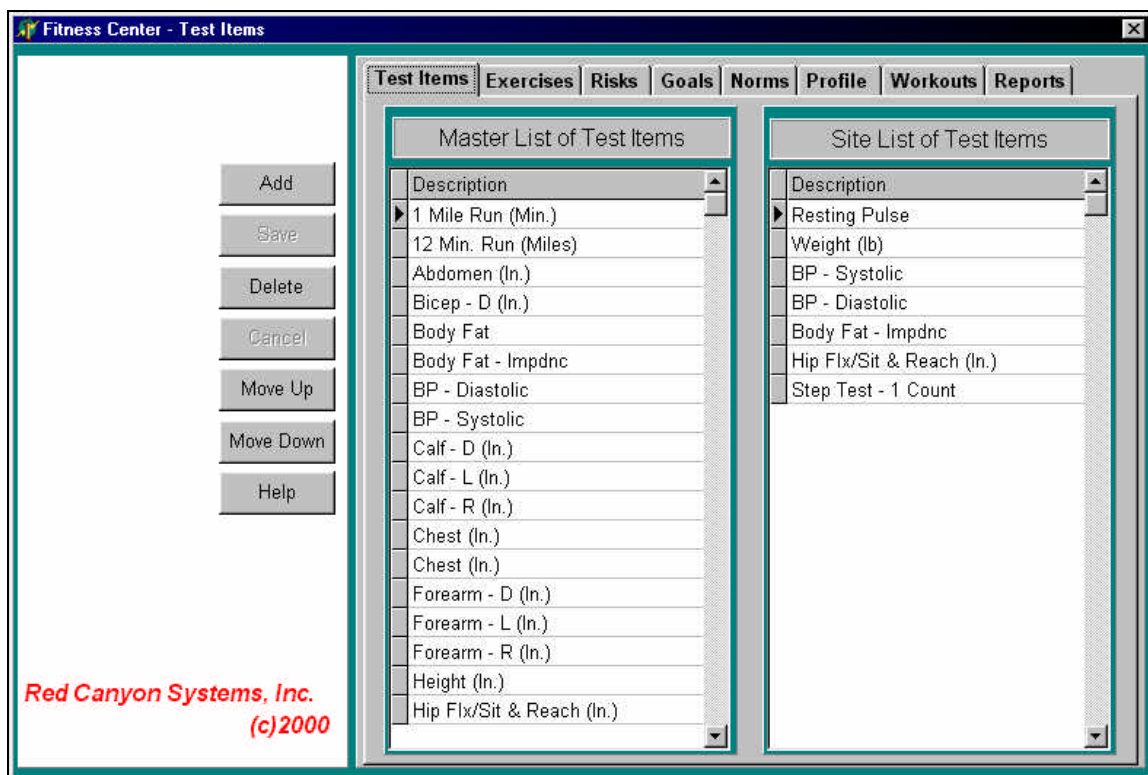 Fitness Center - Test Items
Add
Save
Delete
Cancel
Move Up
Move Down
Help
Red Canyon Systems, Inc.
(c)2000
Test Items Exercises Risks Goals Norms Profile Workouts Reports
Master List of Test Items
Description
1 Mile Run (Min.)
12 Min. Run (Miles)
Abdomen (In.)
Bicep - D (In.)
Body Fat
Body Fat - Impdnc
BP - Diastolic
BP - Systolic
Calf - D (In.)
Calf - L (In.)
Calf - R (In.)
Chest (In.)
Chest (In.)
Forearm - D (In.)
Forearm - L (In.)
Forearm - R (In.)
Height (In.)
Hip Flx/Sit & Reach (In.)
Site List of Test Items
Description
Resting Pulse
Weight (lb)
BP - Systolic
BP - Diastolic
Body Fat - Impdnc
Hip Flx/Sit & Reach (In.)
Step Test - 1 Count